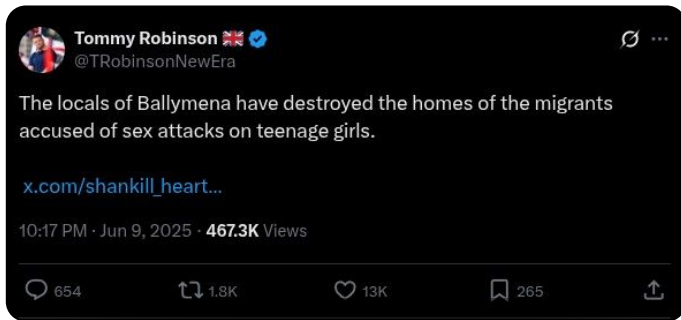 Tommy Robinson 🇬🇧
@TRobinsonNewEra
The locals of Ballymena have destroyed the homes of the migrants
accused of sex attacks on teenage girls.
x.com/shankill_heart...
10:17 PM · Jun 9, 2025 · 467.3K Views
654 1.8K 13K 265